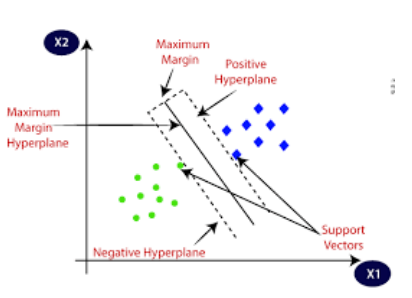 X2
Maximum
Margin
Positive
Hyperplane
Maximum
Margin
Hyperplane
Support
Vectors
Negative Hyperplane
X1